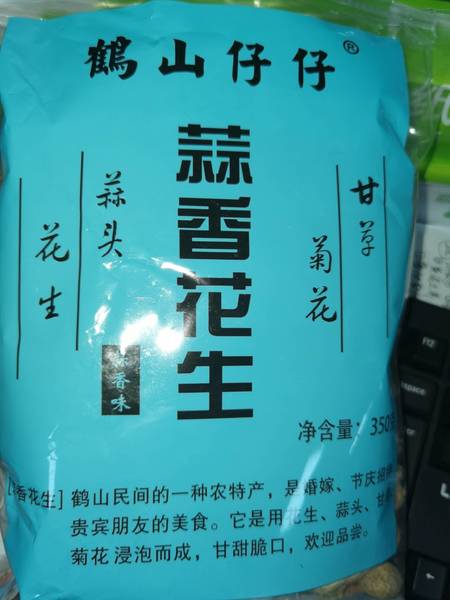 鹤山仔仔®
蒜香花生
甘草
菊花
蒜头
花生
蒜香味
净含量: 350
香花生] 鹤山民间的一种农特产，是婚嫁、节庆招
贵宾朋友的美食。它是用花生、蒜头、甘
菊花 浸泡而成，甘甜脆口，欢迎品尝。
F12